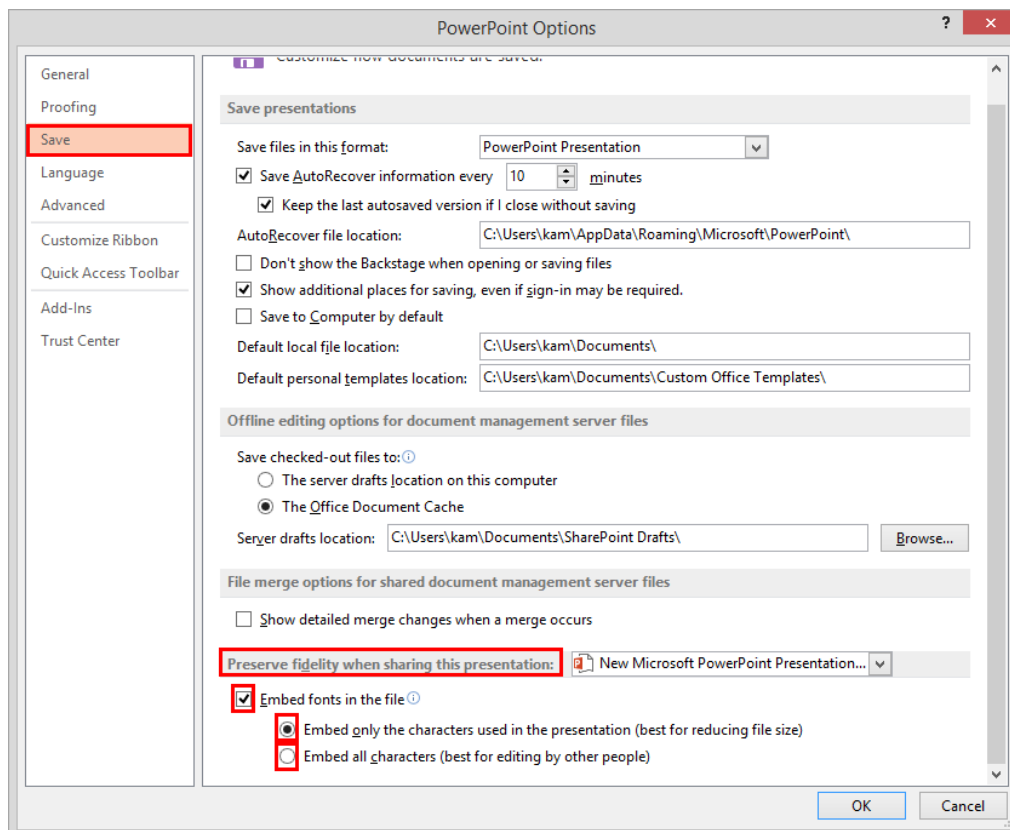 PowerPoint Options
?
General
Proofing
Save
Language
Advanced
Customize Ribbon
Quick Access Toolbar
Add-Ins
Trust Center
Customize how documents are saved.
Save presentations
Save files in this format: PowerPoint Presentation
Save AutoRecover information every 10 minutes
Keep the last autosaved version if I close without saving
AutoRecover file location: C:\Users\kam\AppData\Roaming\Microsoft\PowerPoint\
Don't show the Backstage when opening or saving files
Show additional places for saving, even if sign-in may be required.
Save to Computer by default
Default local file location: C:\Users\kam\Documents\
Default personal templates location: C:\Users\kam\Documents\Custom Office Templates\
Offline editing options for document management server files
Save checked-out files to:
The server drafts location on this computer
The Office Document Cache
Server drafts location: C:\Users\kam\Documents\SharePoint Drafts\ Browse...
File merge options for shared document management server files
Show detailed merge changes when a merge occurs
Preserve fidelity when sharing this presentation: New Microsoft PowerPoint Presentation...
Embed fonts in the file
Embed only the characters used in the presentation (best for reducing file size)
Embed all characters (best for editing by other people)
OK Cancel